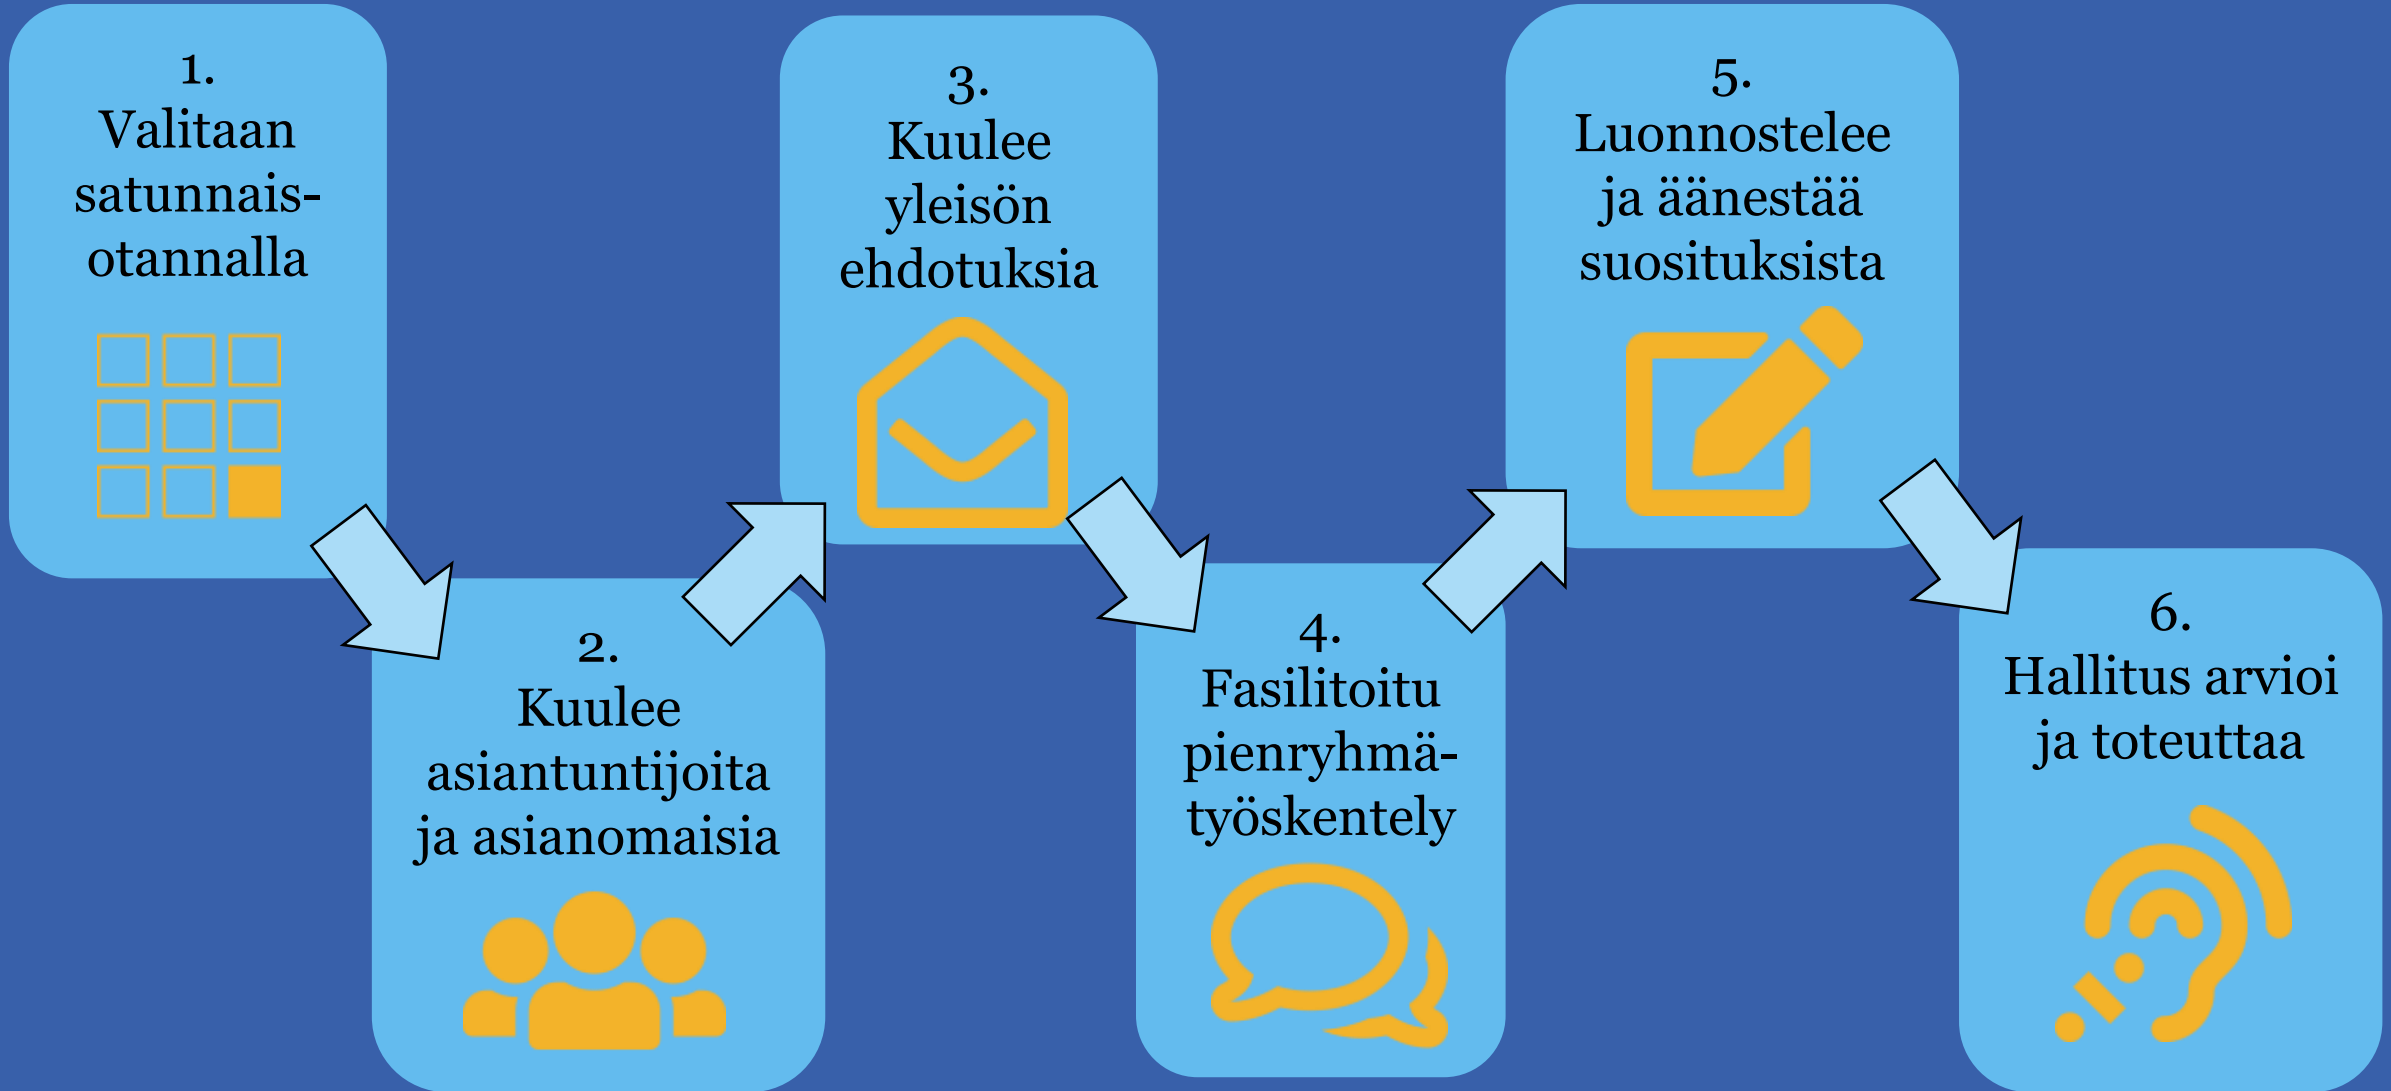 1.
Valitaan
satunnais-
otannalla
2.
Kuulee
asiantuntijoita
ja asianomaisia
3.
Kuulee
yleisön
ehdotuksia
4.
Fasilitoitu
pienryhmä-
työskentely
5.
Luonnostelee
ja äänestää
suosituksista
6.
Hallitus arvioi
ja toteuttaa